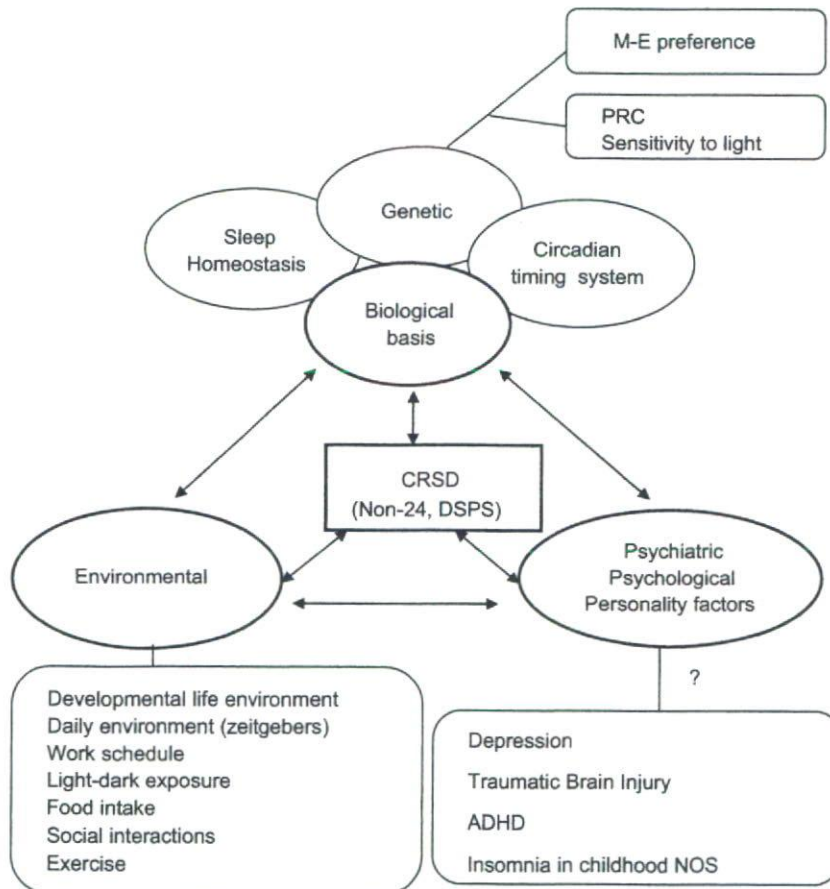 M-E preference
PRC
Sensitivity to light
Genetic
Sleep
Homeostasis
Circadian
timing system
Biological
basis
CRSD
(Non-24, DSPS)
Environmental
Psychiatric
Psychological
Personality factors
Developmental life environment
Daily environment (zeitgebers)
Work schedule
Light-dark exposure
Food intake
Social interactions
Exercise
?
Depression
Traumatic Brain Injury
ADHD
Insomnia in childhood NOS